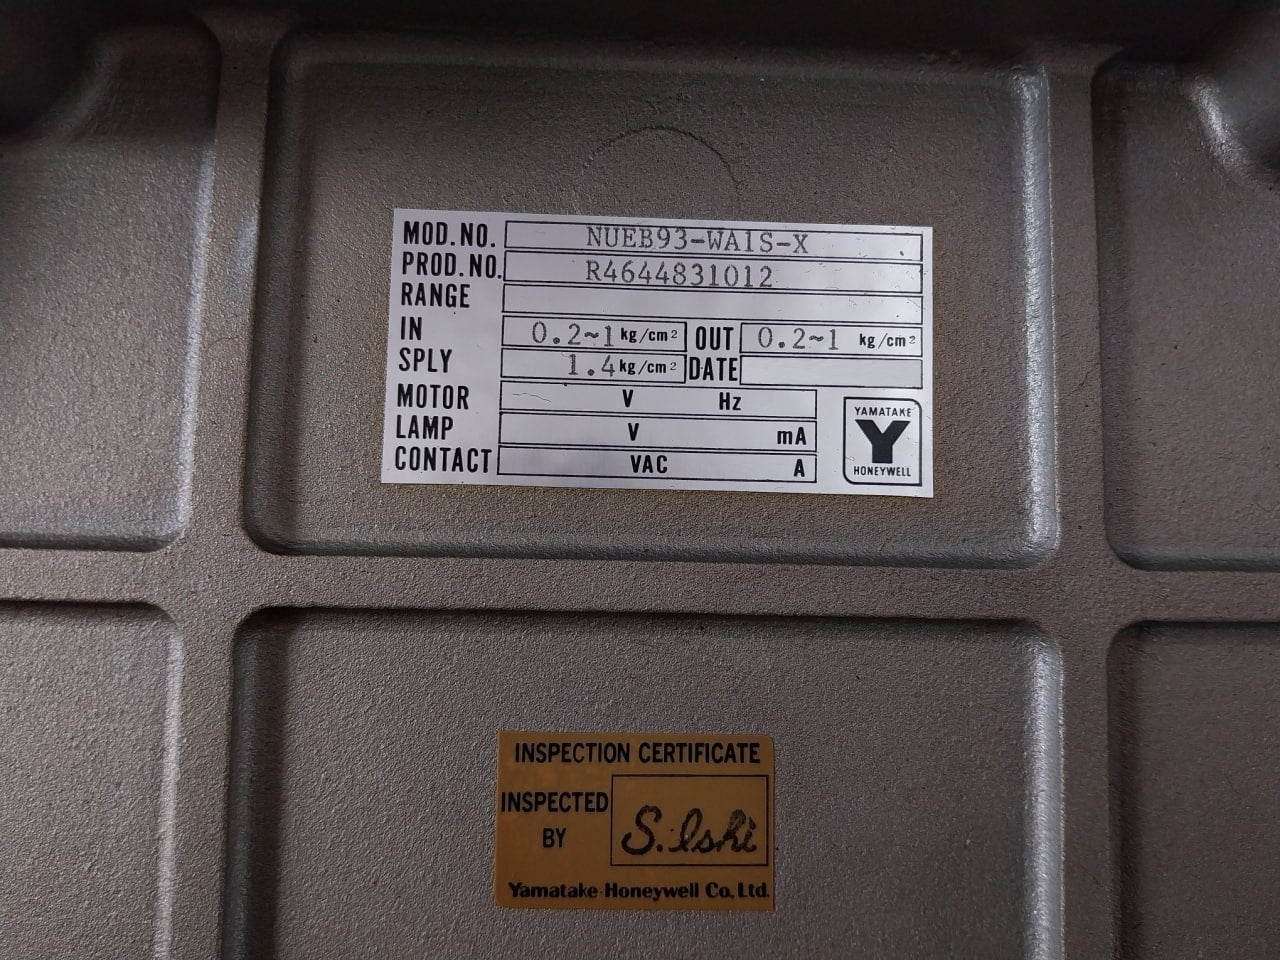 MOD.NO. NUEB93-WA1S-X
PROD.NO. R4644831012
RANGE
IN 0.2~1 kg/cm² OUT 0.2~1 kg/cm²
SPLY 1.4 kg/cm² DATE
MOTOR V Hz
LAMP V mA
CONTACT VAC A
YAMATAKE
Y
HONEYWELL
INSPECTION CERTIFICATE
INSPECTED
BY
S. Ishi
Yamatake-Honeywell Co., Ltd.